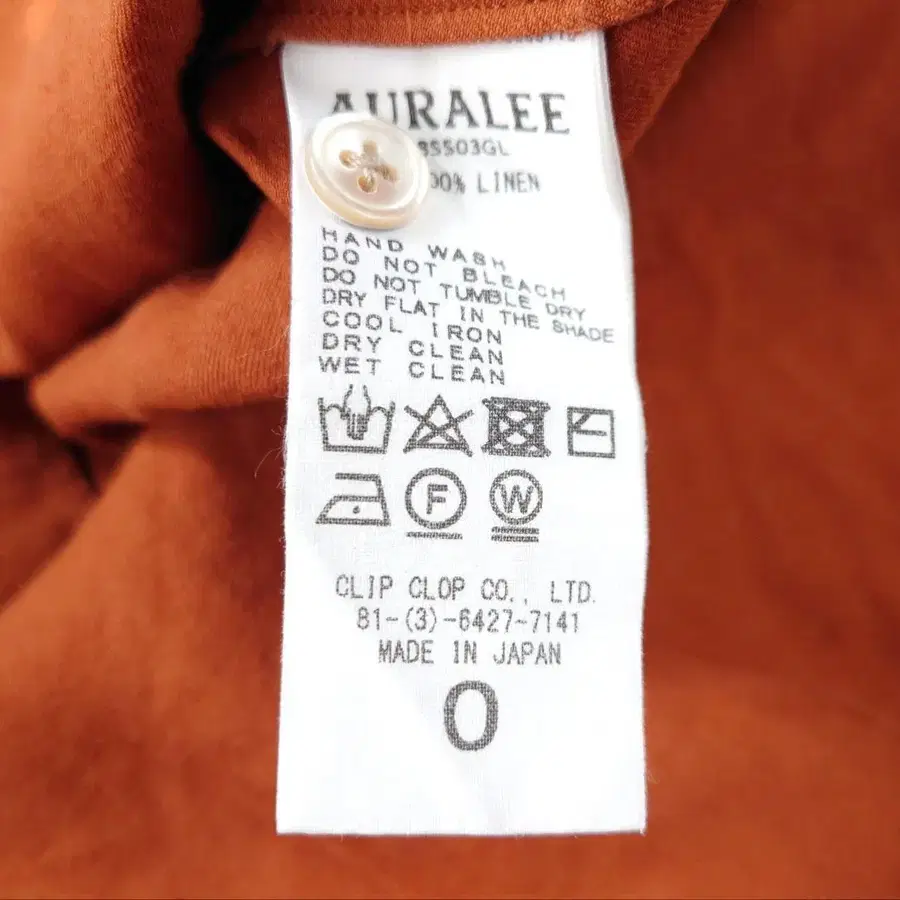 AURALEE
LINEN
HAND WASH
DO NOT BLEACH
DO NOT TUMBLE DRY
DRY FLAT IN THE SHADE
COOL IRON
DRY CLEAN
WET CLEAN
F W
CLIP CLOP CO., LTD.
81-(3)-6427-7141
MADE IN JAPAN
0